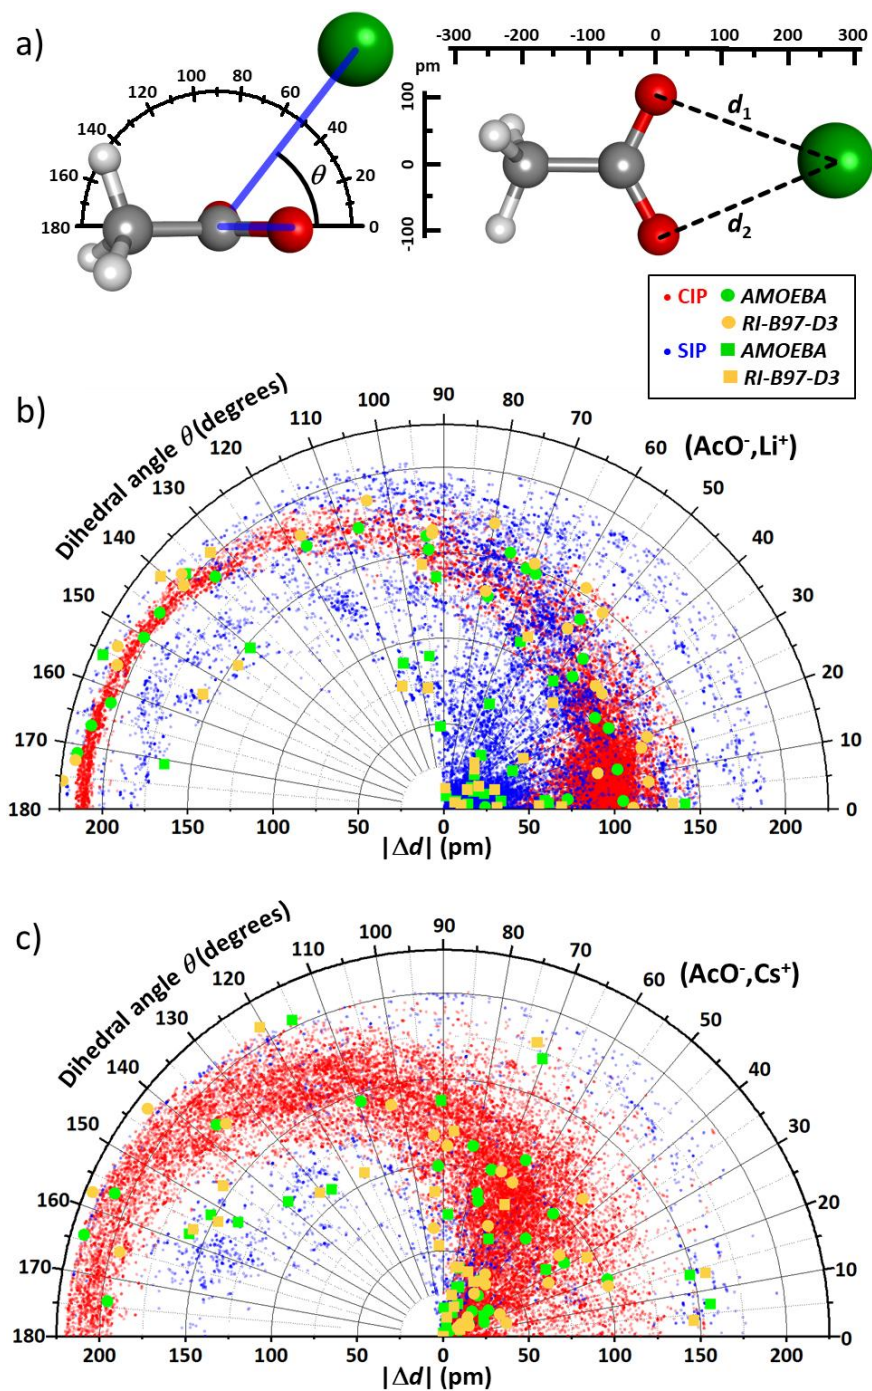 a)
-300 -200 -100 0 100 200 300
pm
100
0
-100
180 160 140 120 100 80 60 40 20 0
θ
d1
d2
• CIP AMOEBA
RI-B97-D3
• SIP AMOEBA
RI-B97-D3
b)
Dihedral angle θ(degrees)
(AcO-,Li+)
180 170 160 150 140 130 120 110 100 90 80 70 60 50 40 30 20 10 0
200 150 100 50 0 50 100 150 200
|Δd| (pm)
c)
Dihedral angle θ(degrees)
(AcO-,Cs+)
180 170 160 150 140 130 120 110 100 90 80 70 60 50 40 30 20 10 0
200 150 100 50 0 50 100 150 200
|Δd| (pm)